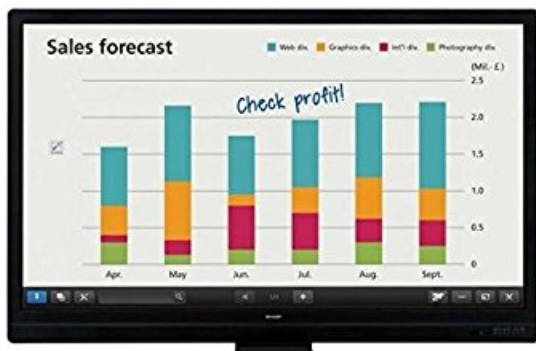 Sales forecast
Web div. Graphics div. Int'l div. Photography div.
(Mil.- £)
2.5
Check profit!
2.0
1.5
1.0
0.5
0
Apr. May Jun. Jul. Aug. Sept.
SHARP